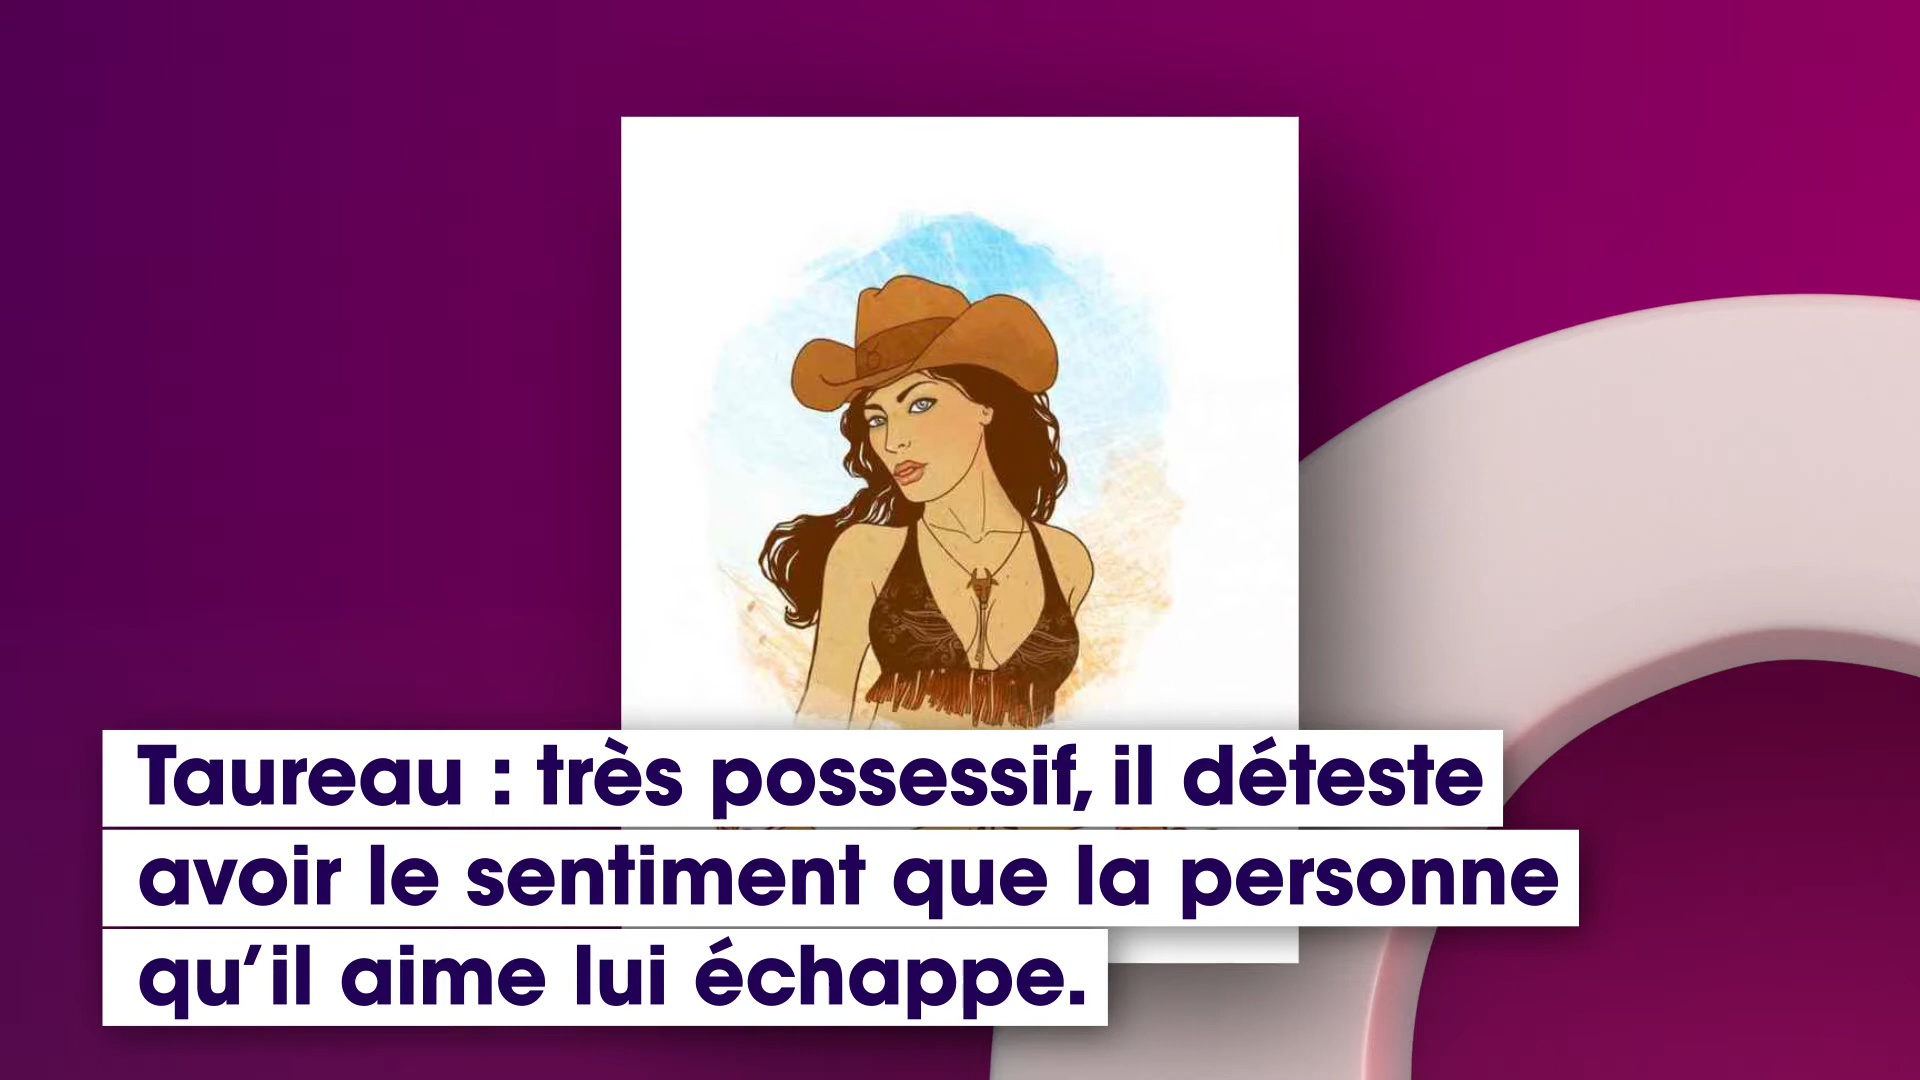 Taureau : très possessif, il déteste
avoir le sentiment que la personne
qu’il aime lui échappe.